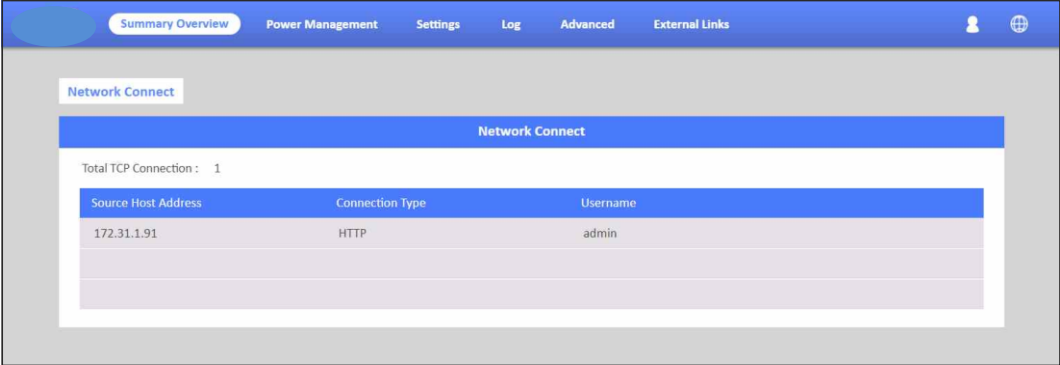 Summary Overview Power Management Settings Log Advanced External Links
Network Connect
Network Connect
Total TCP Connection : 1
Source Host Address Connection Type Username
172.31.1.91 HTTP admin